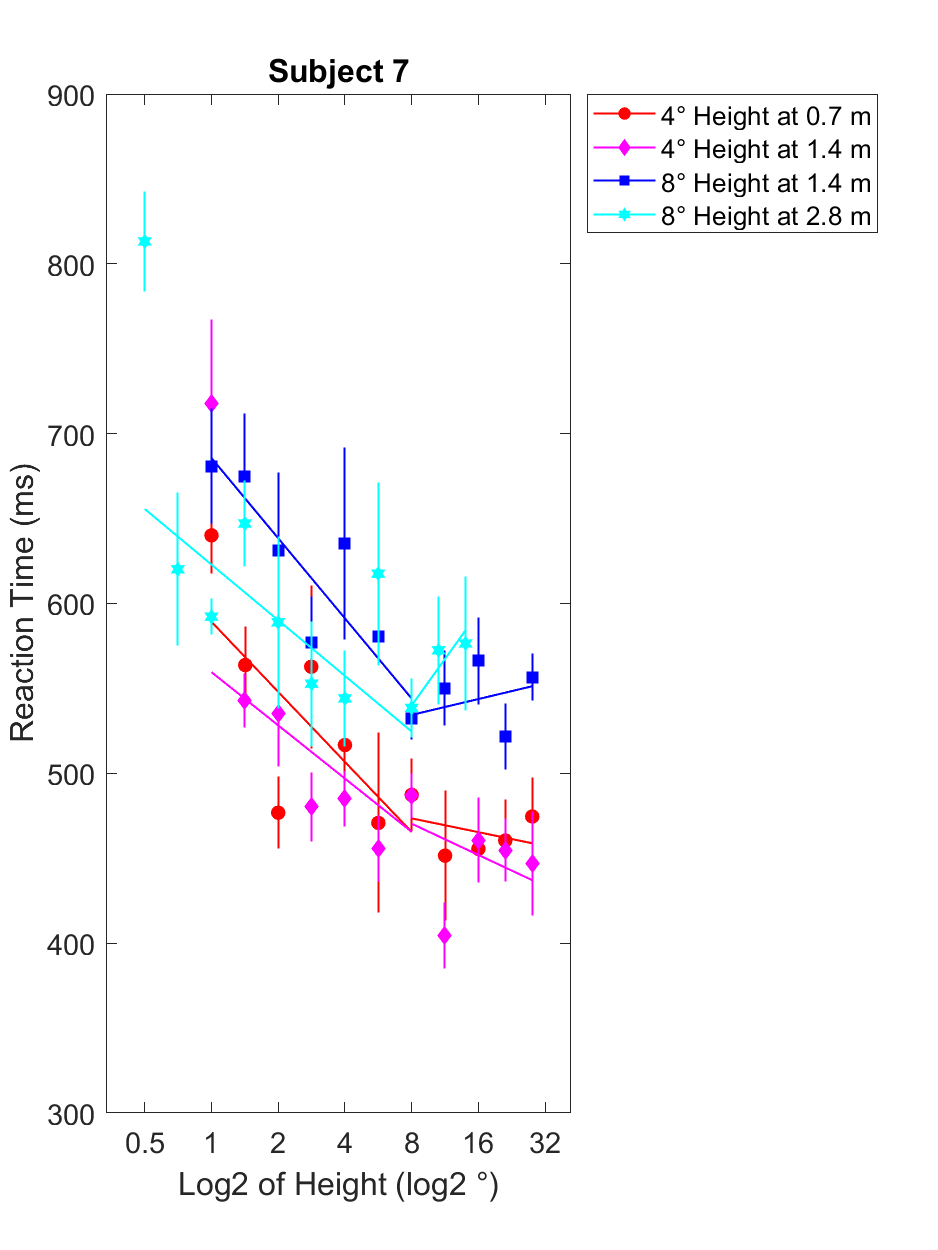 Subject 7
900
800
700
600
500
400
300
Reaction Time (ms)
0.5 1 2 4 8 16 32
Log2 of Height (log2 °)
4° Height at 0.7 m
4° Height at 1.4 m
8° Height at 1.4 m
8° Height at 2.8 m